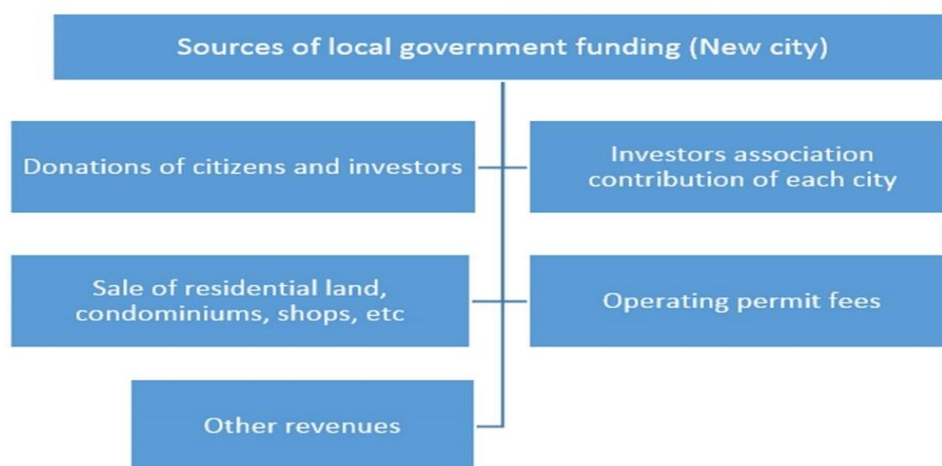 Sources of local government funding (New city)
Donations of citizens and investors
Investors association
contribution of each city
Sale of residential land,
condominiums, shops, etc
Operating permit fees
Other revenues